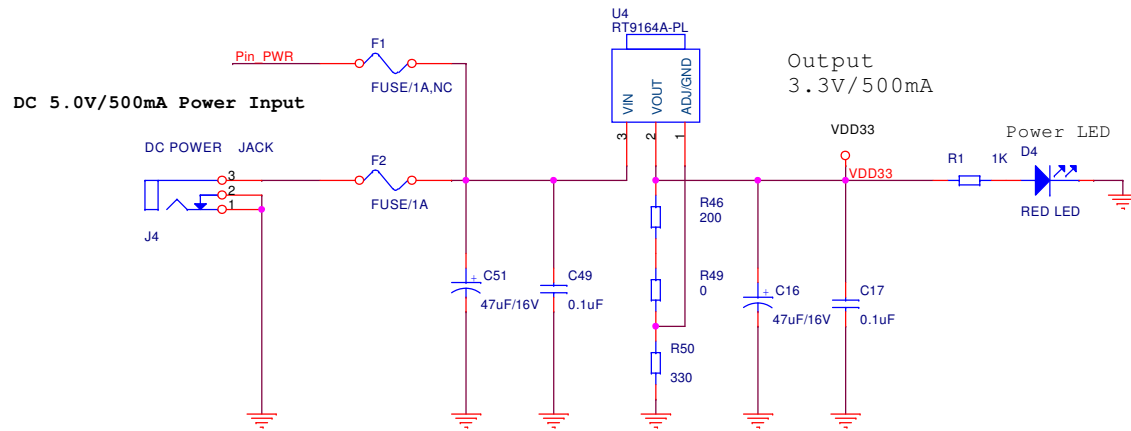 U4
RT9164A-PL
Pin_PWR
F1
FUSE/1A,NC
VIN
VOUT
ADJ/GND
3
2
1
Output
3.3V/500mA
DC 5.0V/500mA Power Input
VDD33
Power LED
DC POWER JACK
F2
R1
1K
D4
3
2
1
VDD33
FUSE/1A
RED LED
J4
R46
200
C51
47uF/16V
C49
0.1uF
R49
0
C16
47uF/16V
C17
0.1uF
R50
330